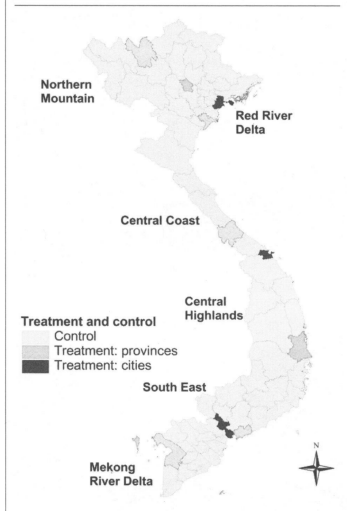 Northern
Mountain
Red River
Delta
Central Coast
Central
Highlands
Treatment and control
Control
Treatment: provinces
Treatment: cities
South East
Mekong
River Delta
N